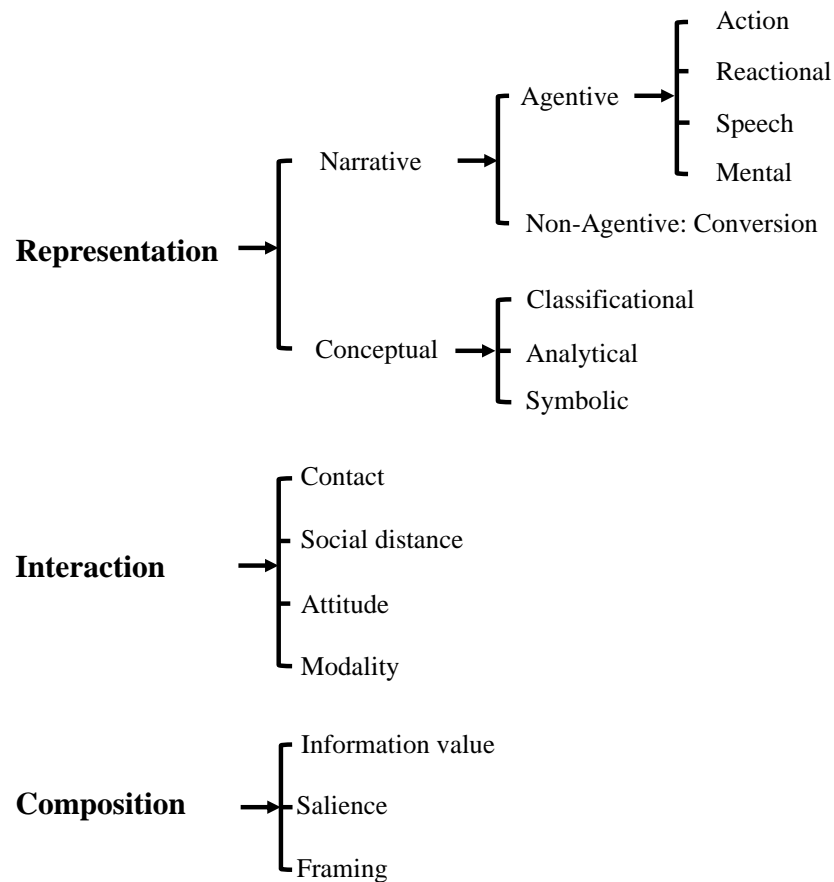 Representation
Narrative
Agentive
Action
Reactional
Speech
Mental
Non-Agentive: Conversion
Conceptual
Classificational
Analytical
Symbolic
Interaction
Contact
Social distance
Attitude
Modality
Composition
Information value
Salience
Framing